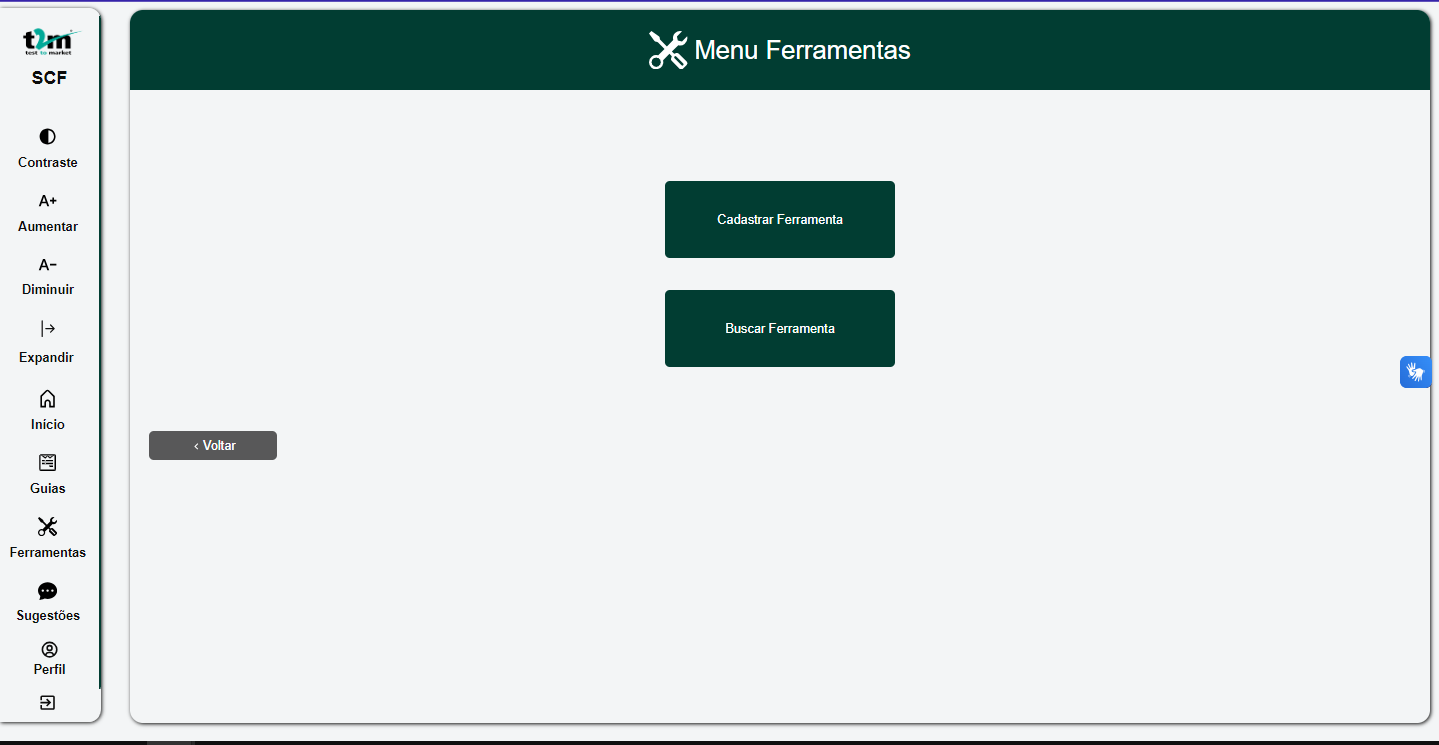 t2m
test to market
SCF
Contraste
A+
Aumentar
A-
Diminuir
Expandir
Início
Guias
Ferramentas
Sugestões
Perfil
Menu Ferramentas
Cadastrar Ferramenta
Buscar Ferramenta
‹ Voltar